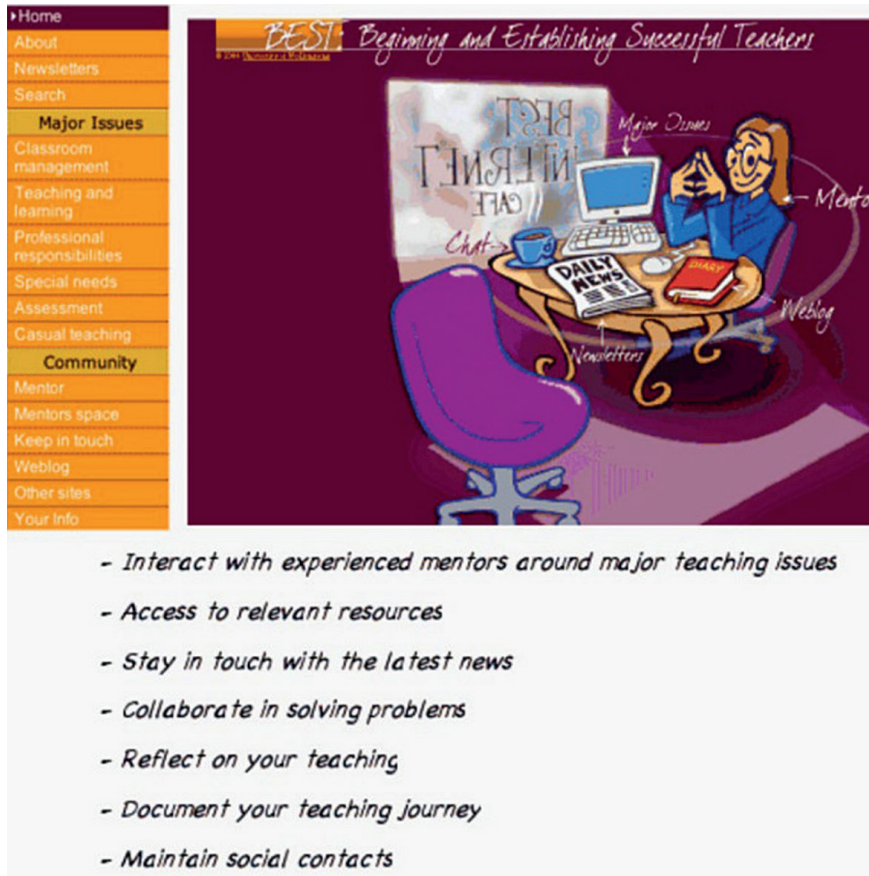 Home
About
Newsletters
Search
Major Issues
Classroom
management
Teaching and
learning
Professional
responsibilities
Special needs
Assessment
Casual teaching
Community
Mentor
Mentors space
Keep in touch
Weblog
Other sites
Your Info
BEST: Beginning and Establishing Successful Teachers
University of Wollongong
BEST
INTERNET
CAFE
Major Issues
Mento
Chat
DAILY
NEWS
DIARY
Weblog
Newsletters
- Interact with experienced mentors around major teaching issues
- Access to relevant resources
- Stay in touch with the latest news
- Collaborate in solving problems
- Reflect on your teaching
- Document your teaching journey
- Maintain social contacts